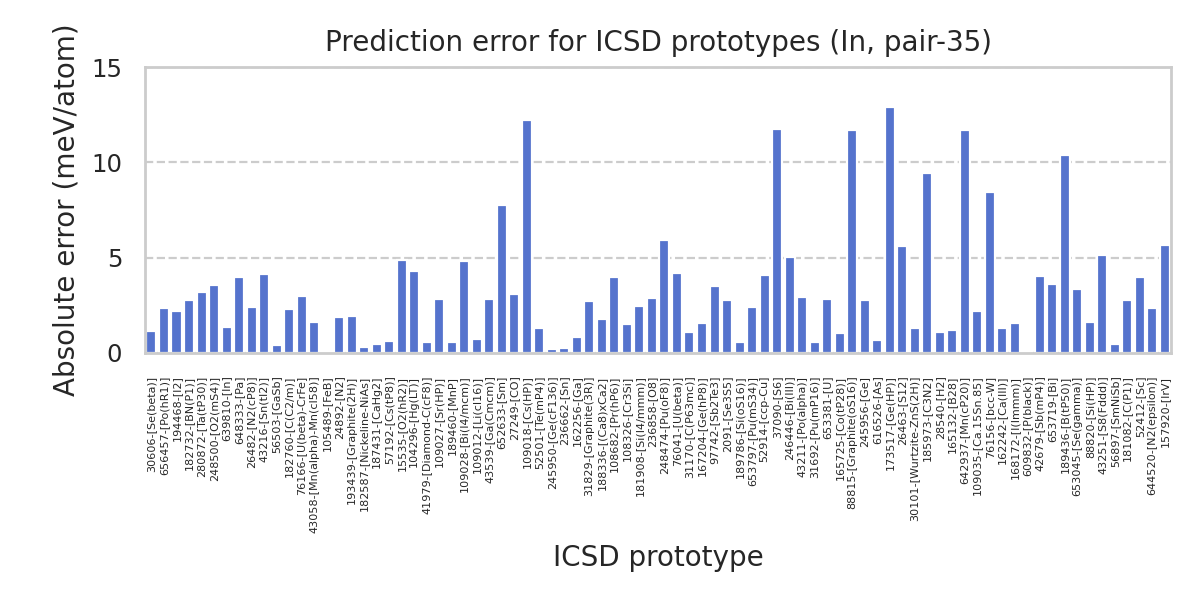 Prediction error for ICSD prototypes (In, pair-35)
Absolute error (meV/atom)
15
10
5
0
30606-[Se(beta)]
656457-[Po(hR1)]
194468-[I2]
182732-[BN(P1)]
280872-[Ta(tP30)]
248500-[O2(mS4)]
639810-[In]
648333-[Pa]
26482-[N2(cP8)]
43216-[Sn(tI2)]
56503-[GaSb]
182760-[C(C2/m)]
76166-[U(beta)-CrFe]
43058-[Mn(alpha)-Mn(cI58)]
105489-[FeB]
24892-[N2]
193439-[Graphite(2H)]
182587-[Nickeline-NiAs]
187431-[CaHg2]
57192-[Cs(tP8)]
15535-[O2(hR2)]
104296-[Hg(LT)]
41979-[Diamond-C(cF8)]
109027-[Sr(HP)]
189460-[MnP]
109028-[Bi(I4/mcm)]
109012-[Li(cI16)]
43539-[Ga(Cmcm)]
652633-[Sm]
27249-[CO]
109018-[Cs(HP)]
52501-[Te(mP4)]
245950-[Ge(cF136)]
236662-[Sn]
162256-[Ga]
31829-[Graphite(3R)]
188336-[(Ca8)xCa2]
108682-[Pr(hP6)]
108326-[Cr3Si]
181908-[Si(I4/mmm)]
236858-[O8]
248474-[Pu(oF8)]
76041-[U(beta)]
31170-[C(P63mc)]
167204-[Ge(hP8)]
97742-[Sb2Te3]
2091-[Se3S5]
189786-[Si(oS16)]
653797-[Pu(mS34)]
52914-[ccp-Cu]
37090-[S6]
246446-[Bi(III)]
43211-[Po(alpha)]
31692-[Pu(mP16)]
653381-[U]
165725-[Co(tP28)]
88815-[Graphite(oS16)]
245956-[Ge]
616526-[As]
173517-[Ge(HP)]
26463-[S12]
30101-[Wurtzite-ZnS(2H)]
185973-[C3N2]
28540-[H2]
165132-[B28]
642937-[Mn(cP20)]
109035-[Ca.15Sn.85]
76156-[bcc-W]
162242-[Ca(III)]
168172-[I(Immm)]
609832-[P(black)]
42679-[Sb(mP4)]
189436-[B(tP50)]
653719-[Bi]
653045-[Se(gamma)]
88820-[Si(HP)]
43251-[S8(Fddd)]
56897-[SmNiSb]
181082-[C(P1)]
52412-[Sc]
644520-[N2(epsilon)]
157920-[IrV]
ICSD prototype